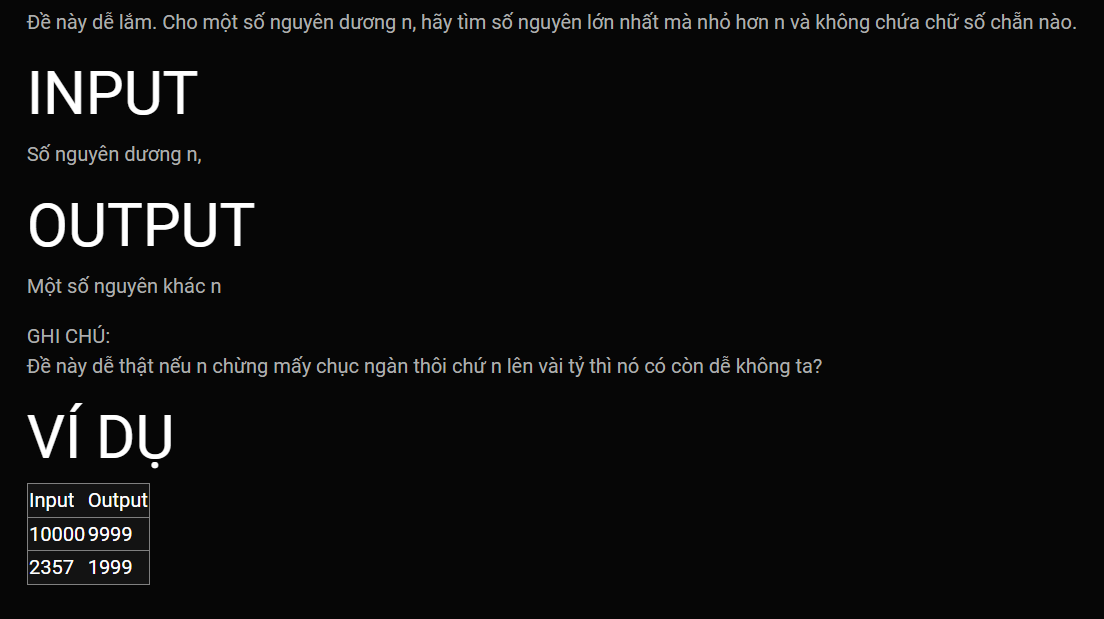 Đề này dễ lắm. Cho một số nguyên dương n, hãy tìm số nguyên lớn nhất mà nhỏ hơn n và không chứa chữ số chẵn nào.
INPUT
Số nguyên dương n,
OUTPUT
Một số nguyên khác n
GHI CHÚ:
Đề này dễ thật nếu n chừng mấy chục ngàn thôi chứ n lên vài tỷ thì nó có còn dễ không ta?
VÍ DỤ
Input Output
10000 9999
2357 1999